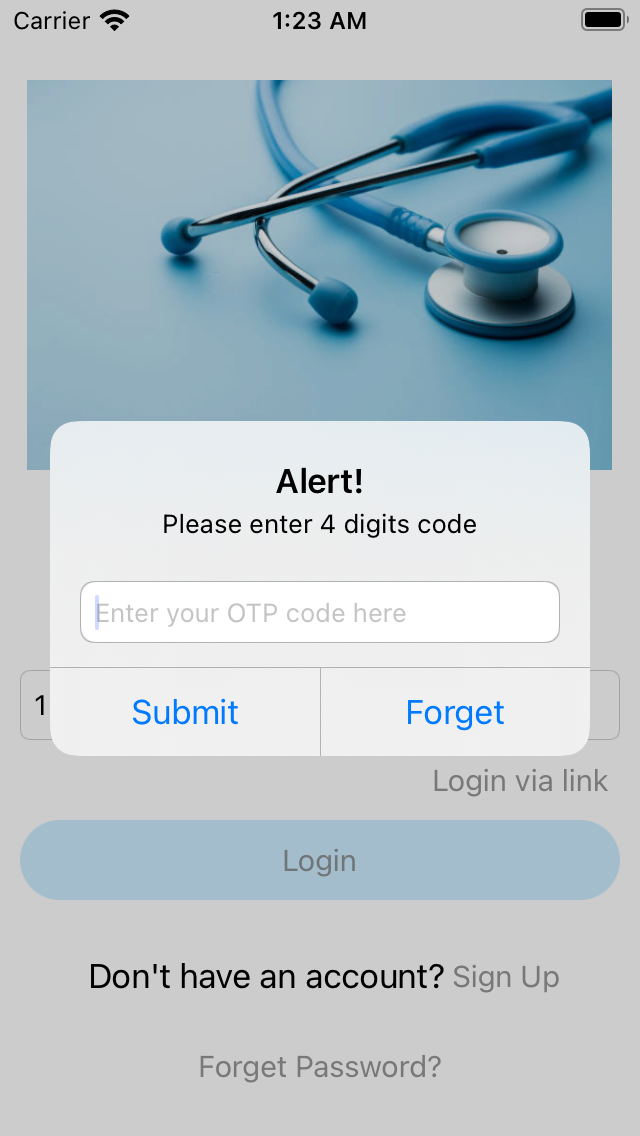 Carrier 1:23 AM
Alert!
Please enter 4 digits code
Enter your OTP code here
Submit Forget
1
Login via link
Login
Don't have an account? Sign Up
Forget Password?